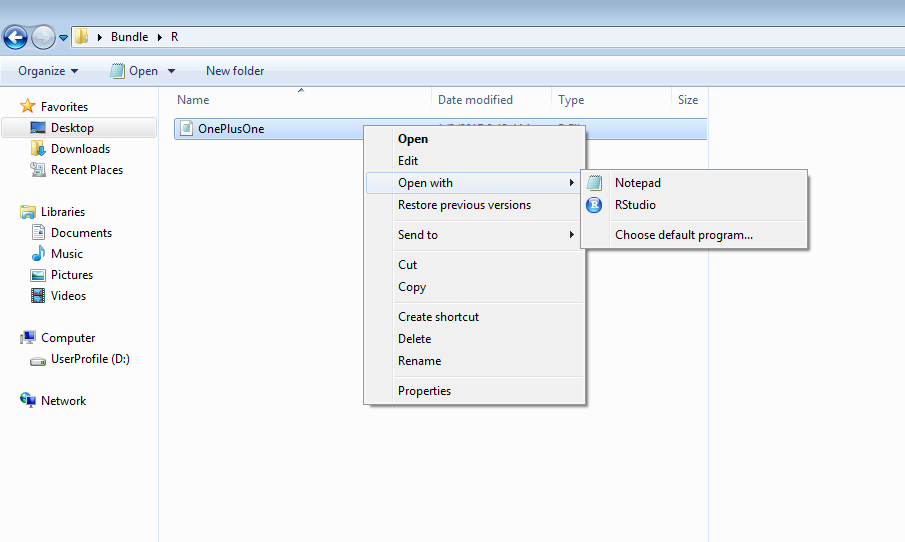 Bundle R
Organize Open New folder
Favorites
Desktop
Downloads
Recent Places
Libraries
Documents
Music
Pictures
Videos
Computer
UserProfile (D:)
Network
Name Date modified Type Size
OnePlusOne
Open
Edit
Open with
Restore previous versions
Send to
Cut
Copy
Create shortcut
Delete
Rename
Properties
Notepad
RStudio
Choose default program...